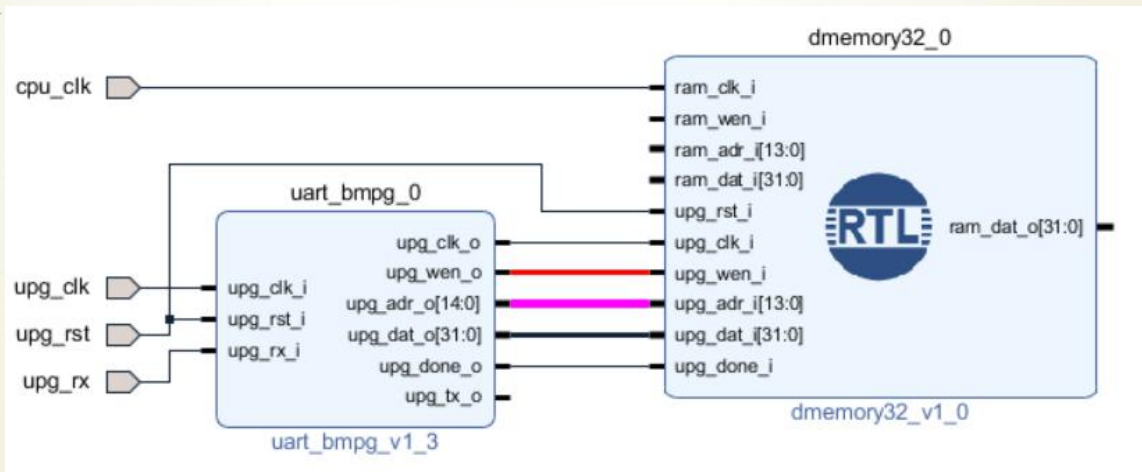 dmemory32_0
cpu_clk
ram_clk_i
ram_wen_i
ram_adr_i[13:0]
ram_dat_i[31:0]
upg_rst_i
upg_clk_i
upg_wen_i
upg_adr_i[13:0]
upg_dat_i[31:0]
upg_done_i
RTL
ram_dat_o[31:0]
dmemory32_v1_0
uart_bmpg_0
upg_clk
upg_rst
upg_rx
upg_clk_i
upg_rst_i
upg_rx_i
upg_clk_o
upg_wen_o
upg_adr_o[14:0]
upg_dat_o[31:0]
upg_done_o
upg_tx_o
uart_bmpg_v1_3